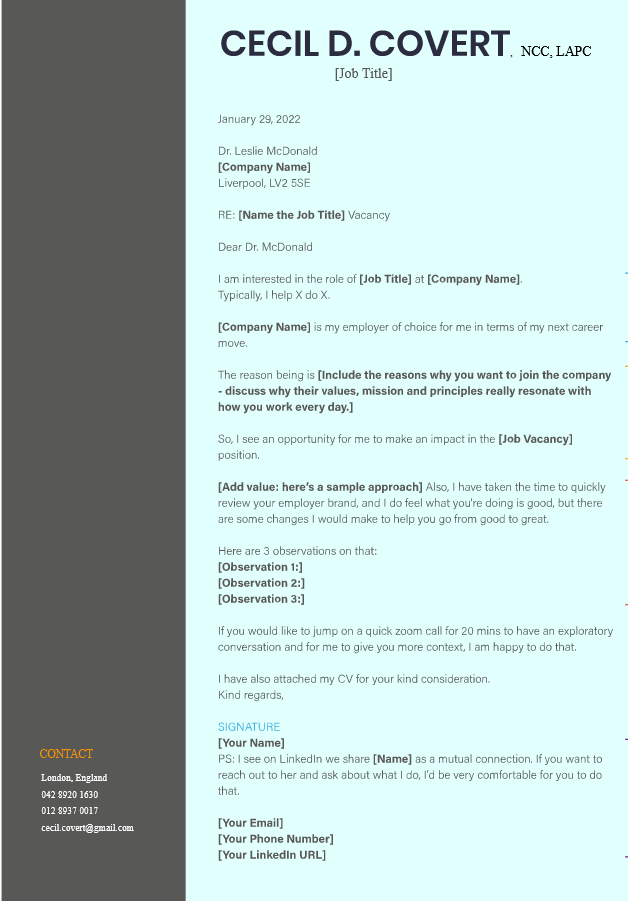 CECIL D. COVERT, NCC, LAPC
[Job Title]
January 29, 2022
Dr. Leslie McDonald
[Company Name]
Liverpool, LV2 5SE
RE: [Name the Job Title] Vacancy
Dear Dr. McDonald
I am interested in the role of [Job Title] at [Company Name].
Typically, I help X do X.
[Company Name] is my employer of choice for me in terms of my next career
move.
The reason being is [Include the reasons why you want to join the company
- discuss why their values, mission and principles really resonate with
how you work every day.]
So, I see an opportunity for me to make an impact in the [Job Vacancy]
position.
[Add value: here's a sample approach] Also, I have taken the time to quickly
review your employer brand, and I do feel what you're doing is good, but there
are some changes I would make to help you go from good to great.
Here are 3 observations on that:
[Observation 1:]
[Observation 2:]
[Observation 3:]
If you would like to jump on a quick zoom call for 20 mins to have an exploratory
conversation and for me to give you more context, I am happy to do that.
I have also attached my CV for your kind consideration.
Kind regards,
SIGNATURE
[Your Name]
PS: I see on LinkedIn we share [Name] as a mutual connection. If you want to
reach out to her and ask about what I do, I'd be very comfortable for you to do
that.
[Your Email]
[Your Phone Number]
[Your LinkedIn URL]
CONTACT
London, England
042 8920 1630
012 8937 0017
cecil.covert@gmail.com